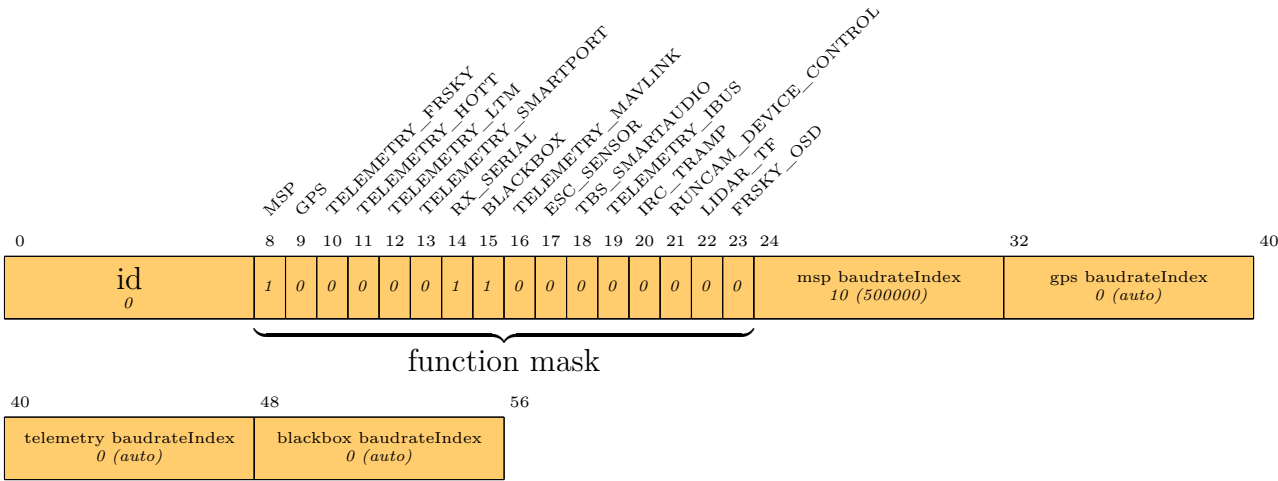 MSP
GPS
TELEMETRY_FRSKY
TELEMETRY_HOTT
TELEMETRY_LTM
TELEMETRY_SMARTPORT
RX_SERIAL
BLACKBOX
TELEMETRY_MAVLINK
ESC_SENSOR
TBS_SMARTAUDIO
TELEMETRY_IBUS
IRC_TRAMP
RUNCAM_DEVICE_CONTROL
LIDAR_TF
FRSKY_OSD
0 8 9 10 11 12 13 14 15 16 17 18 19 20 21 22 23 24 32 40
id
0
1 0 0 0 0 0 1 1 0 0 0 0 0 0 0 0
msp baudrateIndex
10 (500000)
gps baudrateIndex
0 (auto)
function mask
40 48 56
telemetry baudrateIndex
0 (auto)
blackbox baudrateIndex
0 (auto)